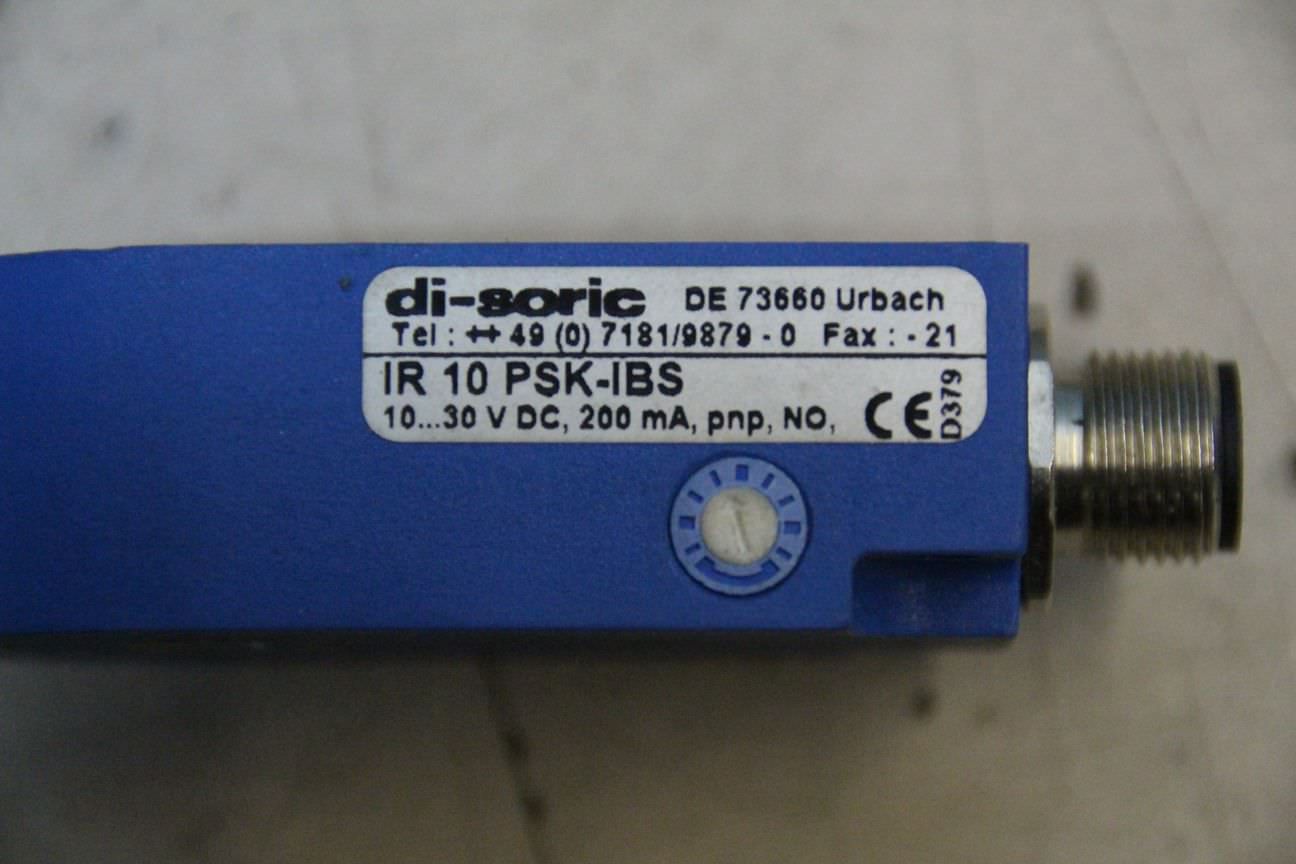 di-soric DE 73660 Urbach
Tel : ++ 49 (0) 7181/9879 - 0 Fax : - 21
IR 10 PSK-IBS
10...30 V DC, 200 mA, pnp, NO,
CE
D379